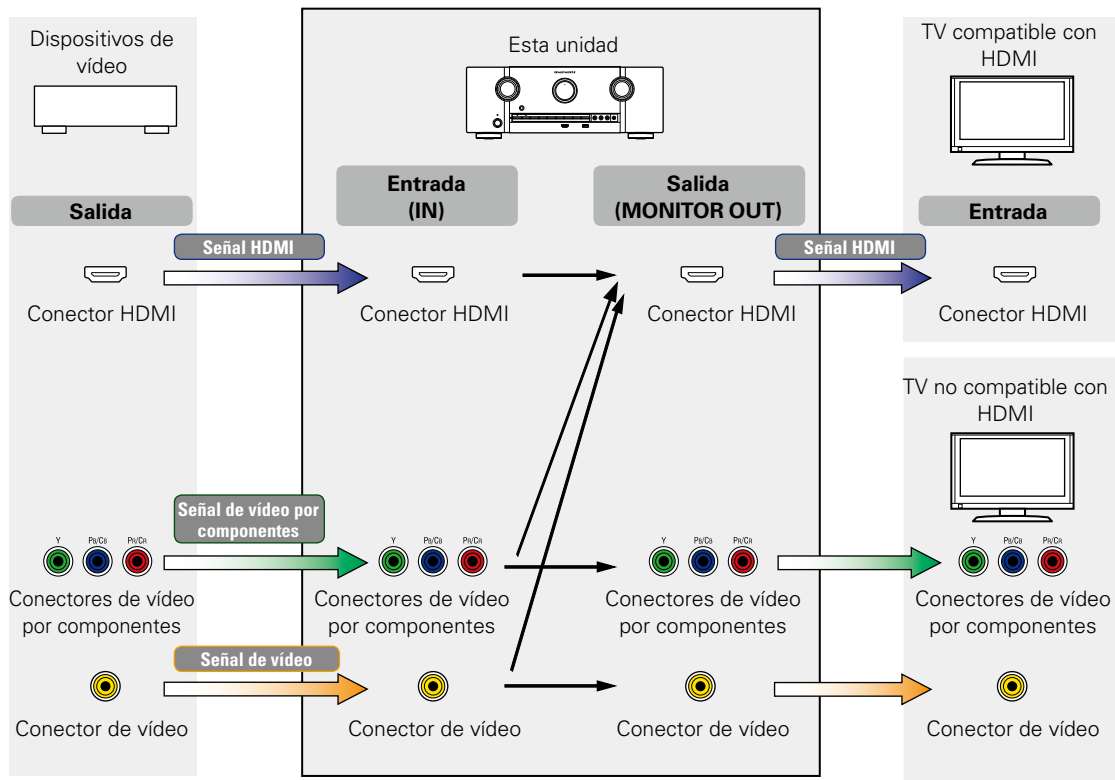 Dispositivos de
vídeo
Esta unidad
TV compatible con
HDMI
Salida
Entrada
(IN)
Salida
(MONITOR OUT)
Entrada
Señal HDMI
Señal HDMI
Conector HDMI
Conector HDMI
Conector HDMI
Conector HDMI
TV no compatible con
HDMI
Señal de vídeo por
componentes
Y PB/CB PR/CR
Y PB/CB PR/CR
Y PB/CB PR/CR
Y PB/CB PR/CR
Conectores de vídeo
por componentes
Conectores de vídeo
por componentes
Conectores de vídeo
por componentes
Conectores de vídeo
por componentes
Señal de vídeo
Conector de vídeo
Conector de vídeo
Conector de vídeo
Conector de vídeo